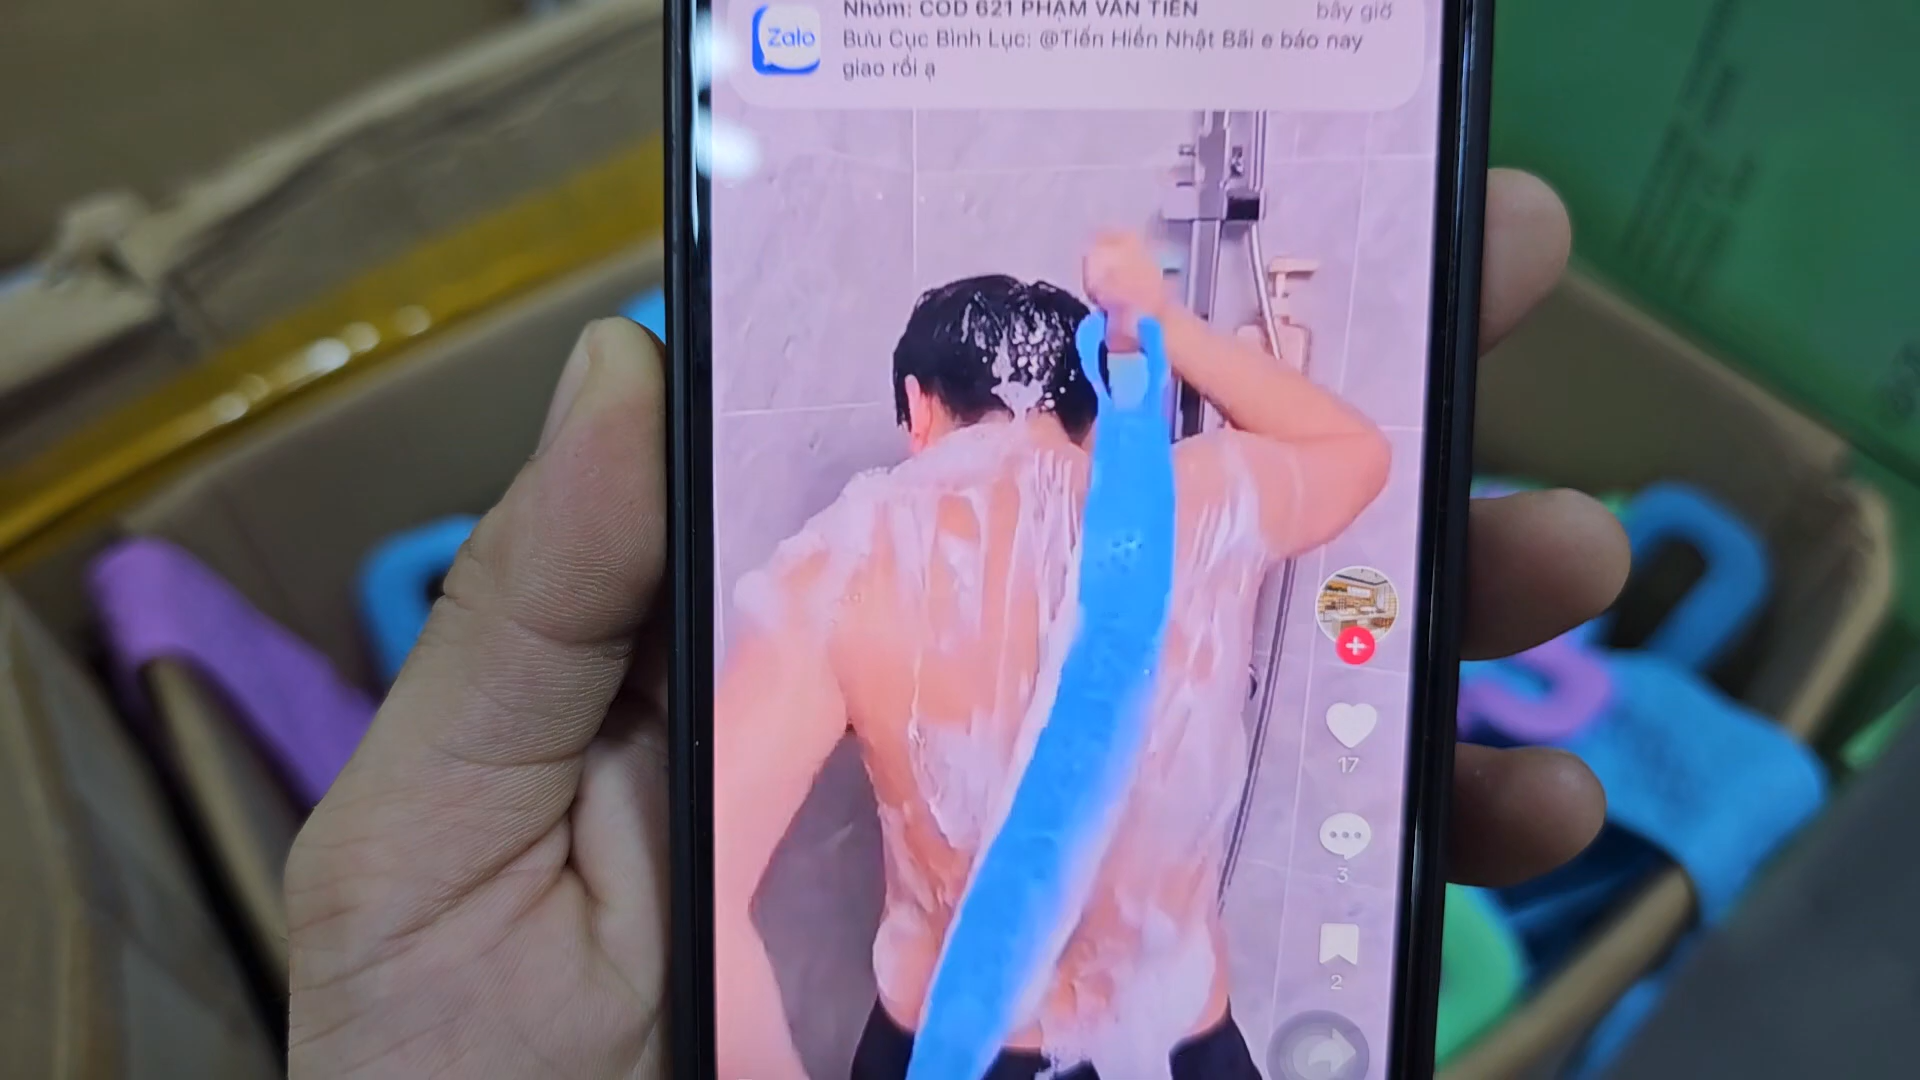 Nhóm: COD 621 PHẠM VĂN TIẾN
bây giờ
Zalo
Bưu Cục Bình Lục: @Tiến Hiền Nhật Bãi e báo nay
giao rồi ạ
17
3
2